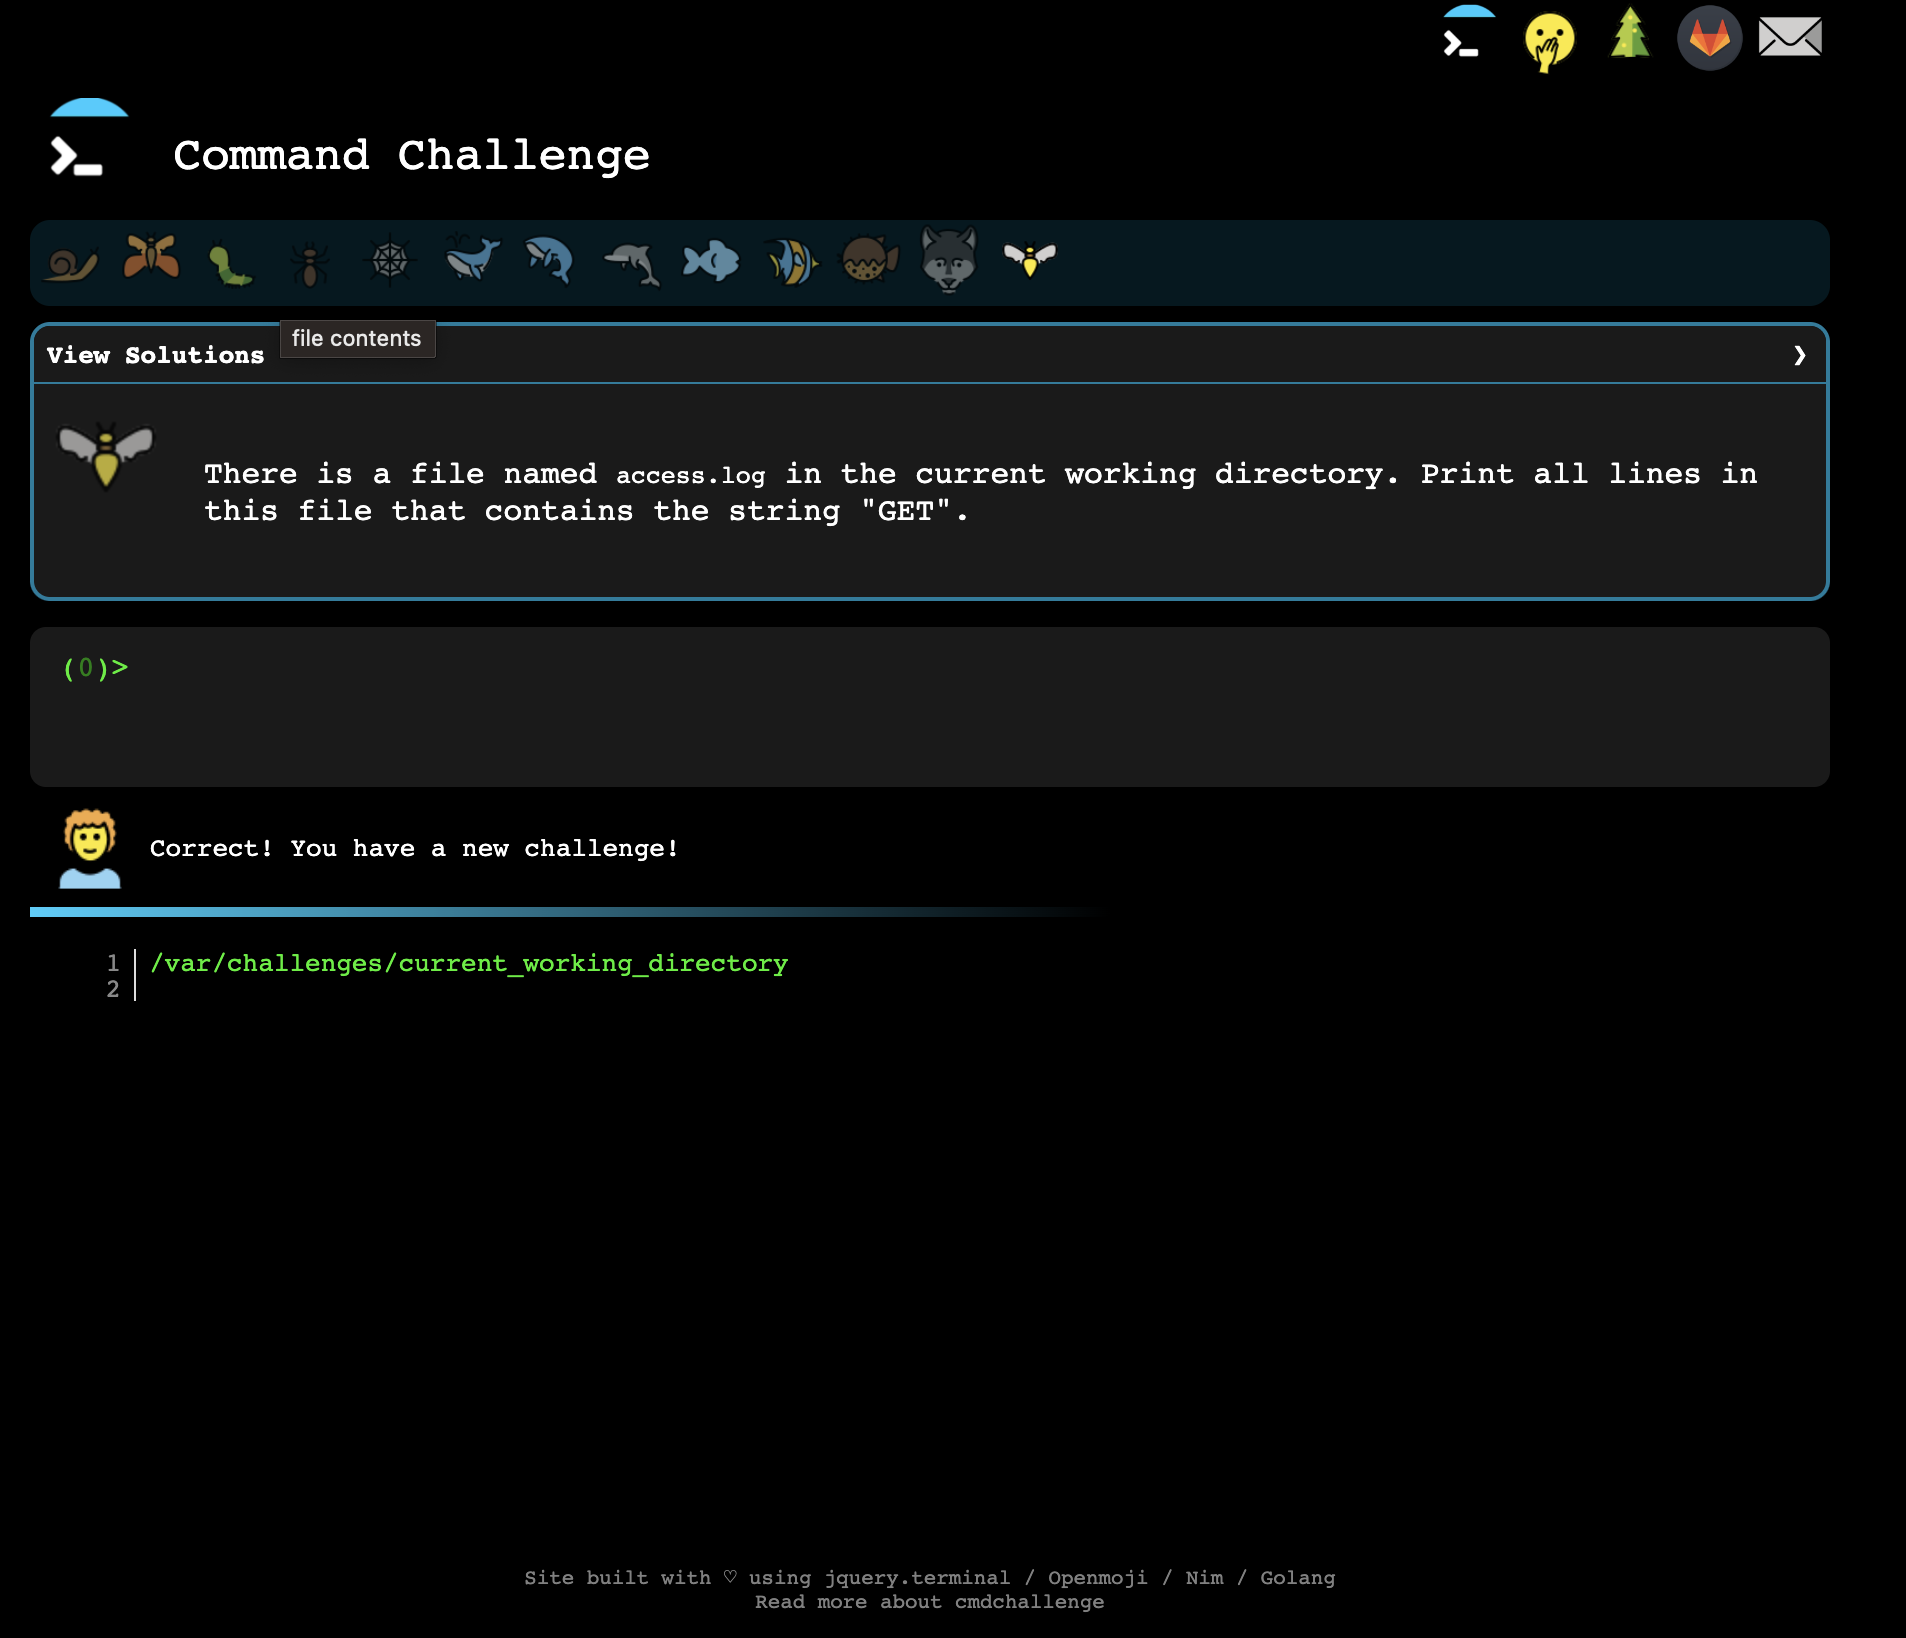 Command Challenge
file contents
View Solutions
❯
There is a file named access.log in the current working directory. Print all lines in
this file that contains the string "GET".
(0)>
Correct! You have a new challenge!
1 /var/challenges/current_working_directory
2
Site built with ♡ using jquery.terminal / Openmoji / Nim / Golang
Read more about cmdchallenge